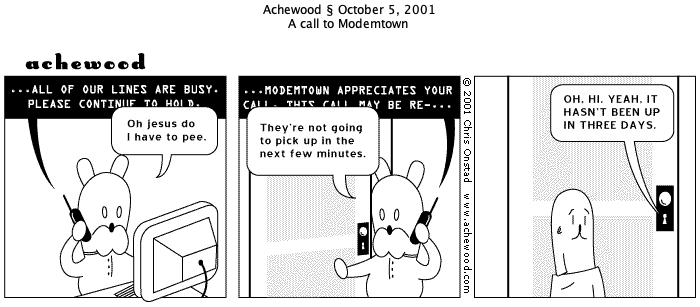 Achewood § October 5, 2001
A call to Modemtown
achewood
...ALL OF OUR LINES ARE BUSY.
PLEASE CONTINUE TO HOLD.
Oh jesus do
I have to pee.
...MODEMTOWN APPRECIATES YOUR
CALL. THIS CALL MAY BE RE-...
They're not going
to pick up in the
next few minutes.
© 2001 Chris Onstad www.achewood.com
OH, HI. YEAH, IT
HASN'T BEEN UP
IN THREE DAYS.